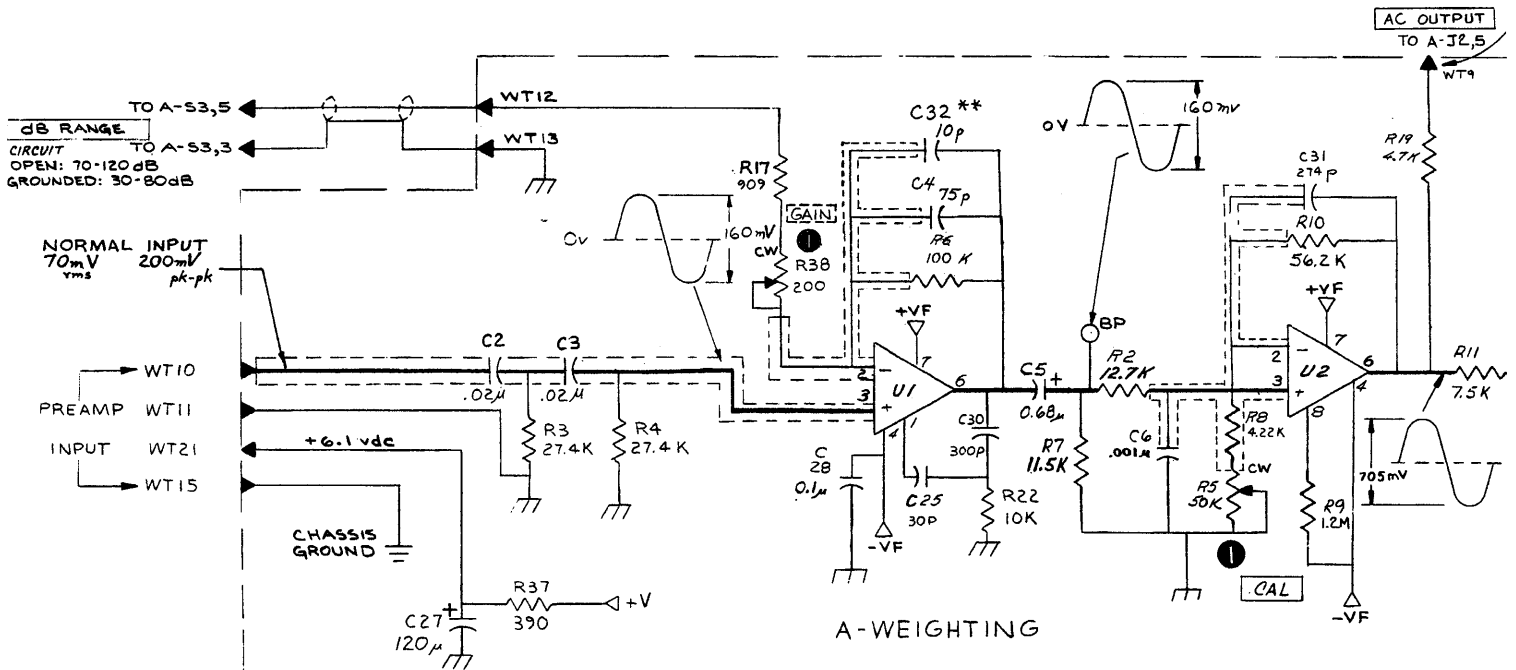 AC OUTPUT
TO A-J2,5
WT9
TO A-S3,5
WT12
dB RANGE
CIRCUIT
TO A-S3,3
WT13
OPEN: 70-120 dB
GROUNDED: 30-80dB
R17
909
C32 **
10p
C4
75p
R6
100 K
GAIN
1
CW
R38
200
0V
160mV
0V
160mV
R19
4.7K
C31
274p
R10
56.2K
NORMAL INPUT
70mV 200mV
rms pk-pk
+VF
7
2
-
3
+
U1
6
4
1
BP
C5
+
0.68µ
R2
12.7K
+VF
7
2
-
3
+
U2
6
4
8
R11
7.5K
C2
.02µ
C3
.02µ
WT10
PREAMP WT11
INPUT WT21
+6.1 vdc
WT15
R3
27.4K
R4
27.4K
C
28
0.1µ
C30
300P
C25
30P
R22
10K
-VF
R7
11.5K
C6
.001µ
R8
4.22K
CW
R5
50K
R9
1.2M
705mV
1
CAL
-VF
CHASSIS
GROUND
R37
390
+V
+
C27
120µ
A-WEIGHTING